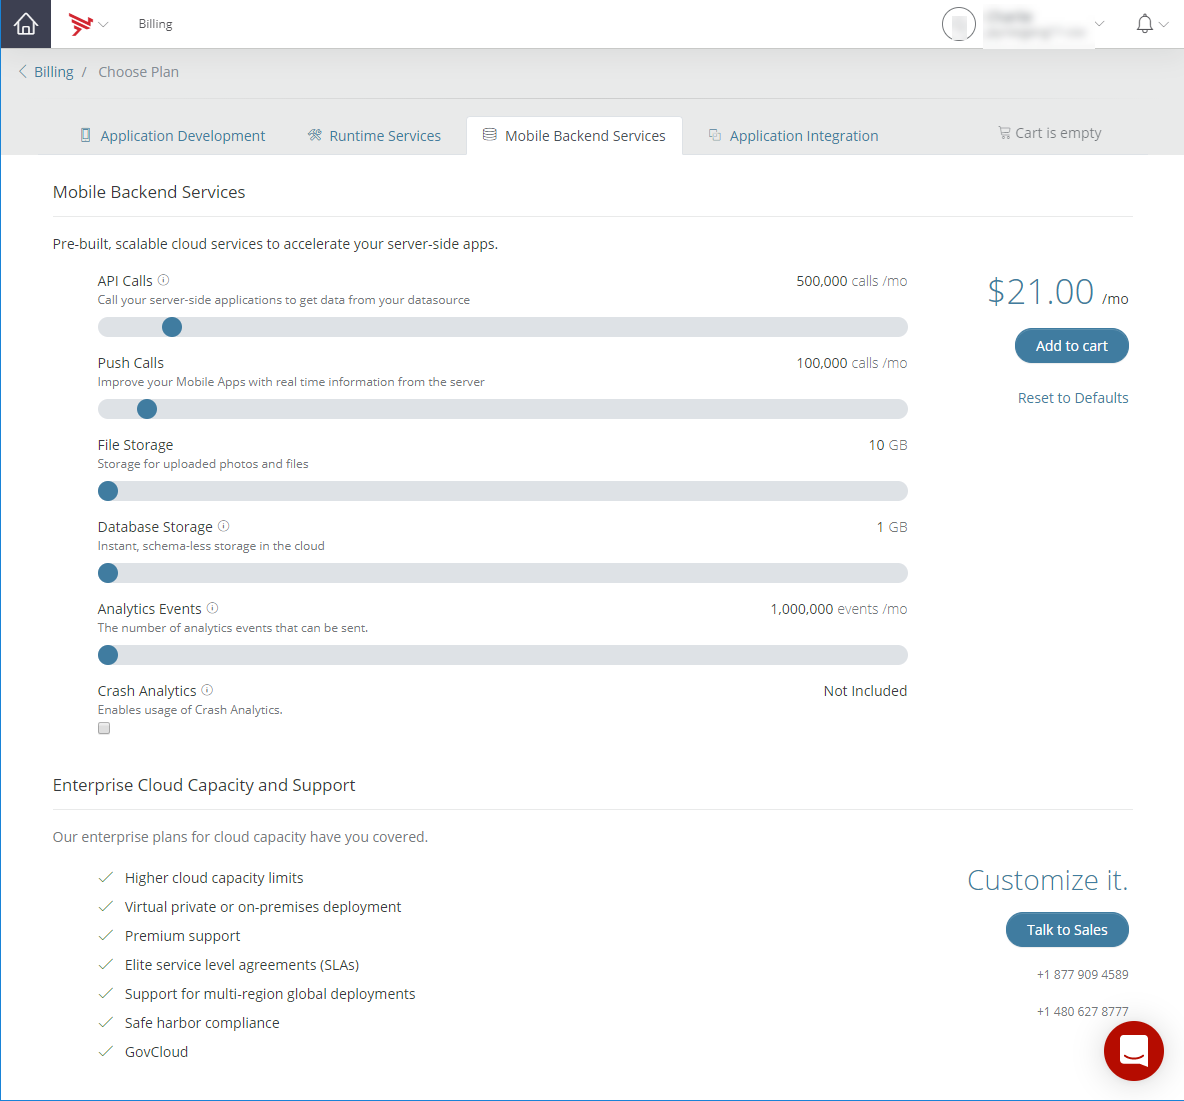 Billing
Billing / Choose Plan
Application Development
Runtime Services
Mobile Backend Services
Application Integration
Cart is empty
Mobile Backend Services
Pre-built, scalable cloud services to accelerate your server-side apps.
API Calls
500,000 calls /mo
Call your server-side applications to get data from your datasource
$21.00 /mo
Add to cart
Push Calls
100,000 calls /mo
Improve your Mobile Apps with real time information from the server
Reset to Defaults
File Storage
10 GB
Storage for uploaded photos and files
Database Storage
1 GB
Instant, schema-less storage in the cloud
Analytics Events
1,000,000 events /mo
The number of analytics events that can be sent.
Crash Analytics
Not Included
Enables usage of Crash Analytics.
Enterprise Cloud Capacity and Support
Our enterprise plans for cloud capacity have you covered.
Higher cloud capacity limits
Virtual private or on-premises deployment
Premium support
Elite service level agreements (SLAs)
Support for multi-region global deployments
Safe harbor compliance
GovCloud
Customize it.
Talk to Sales
+1 877 909 4589
+1 480 627 8777